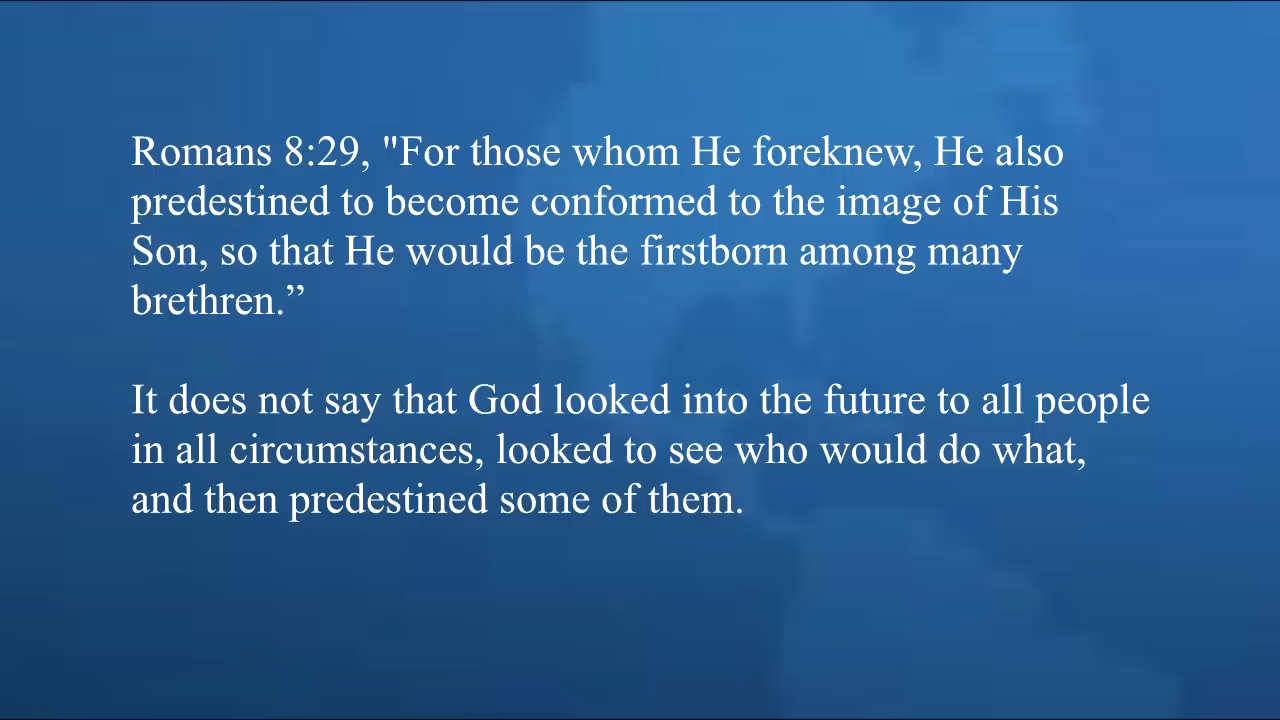 Romans 8:29, "For those whom He foreknew, He also
predestined to become conformed to the image of His
Son, so that He would be the firstborn among many
brethren.”
It does not say that God looked into the future to all people
in all circumstances, looked to see who would do what,
and then predestined some of them.